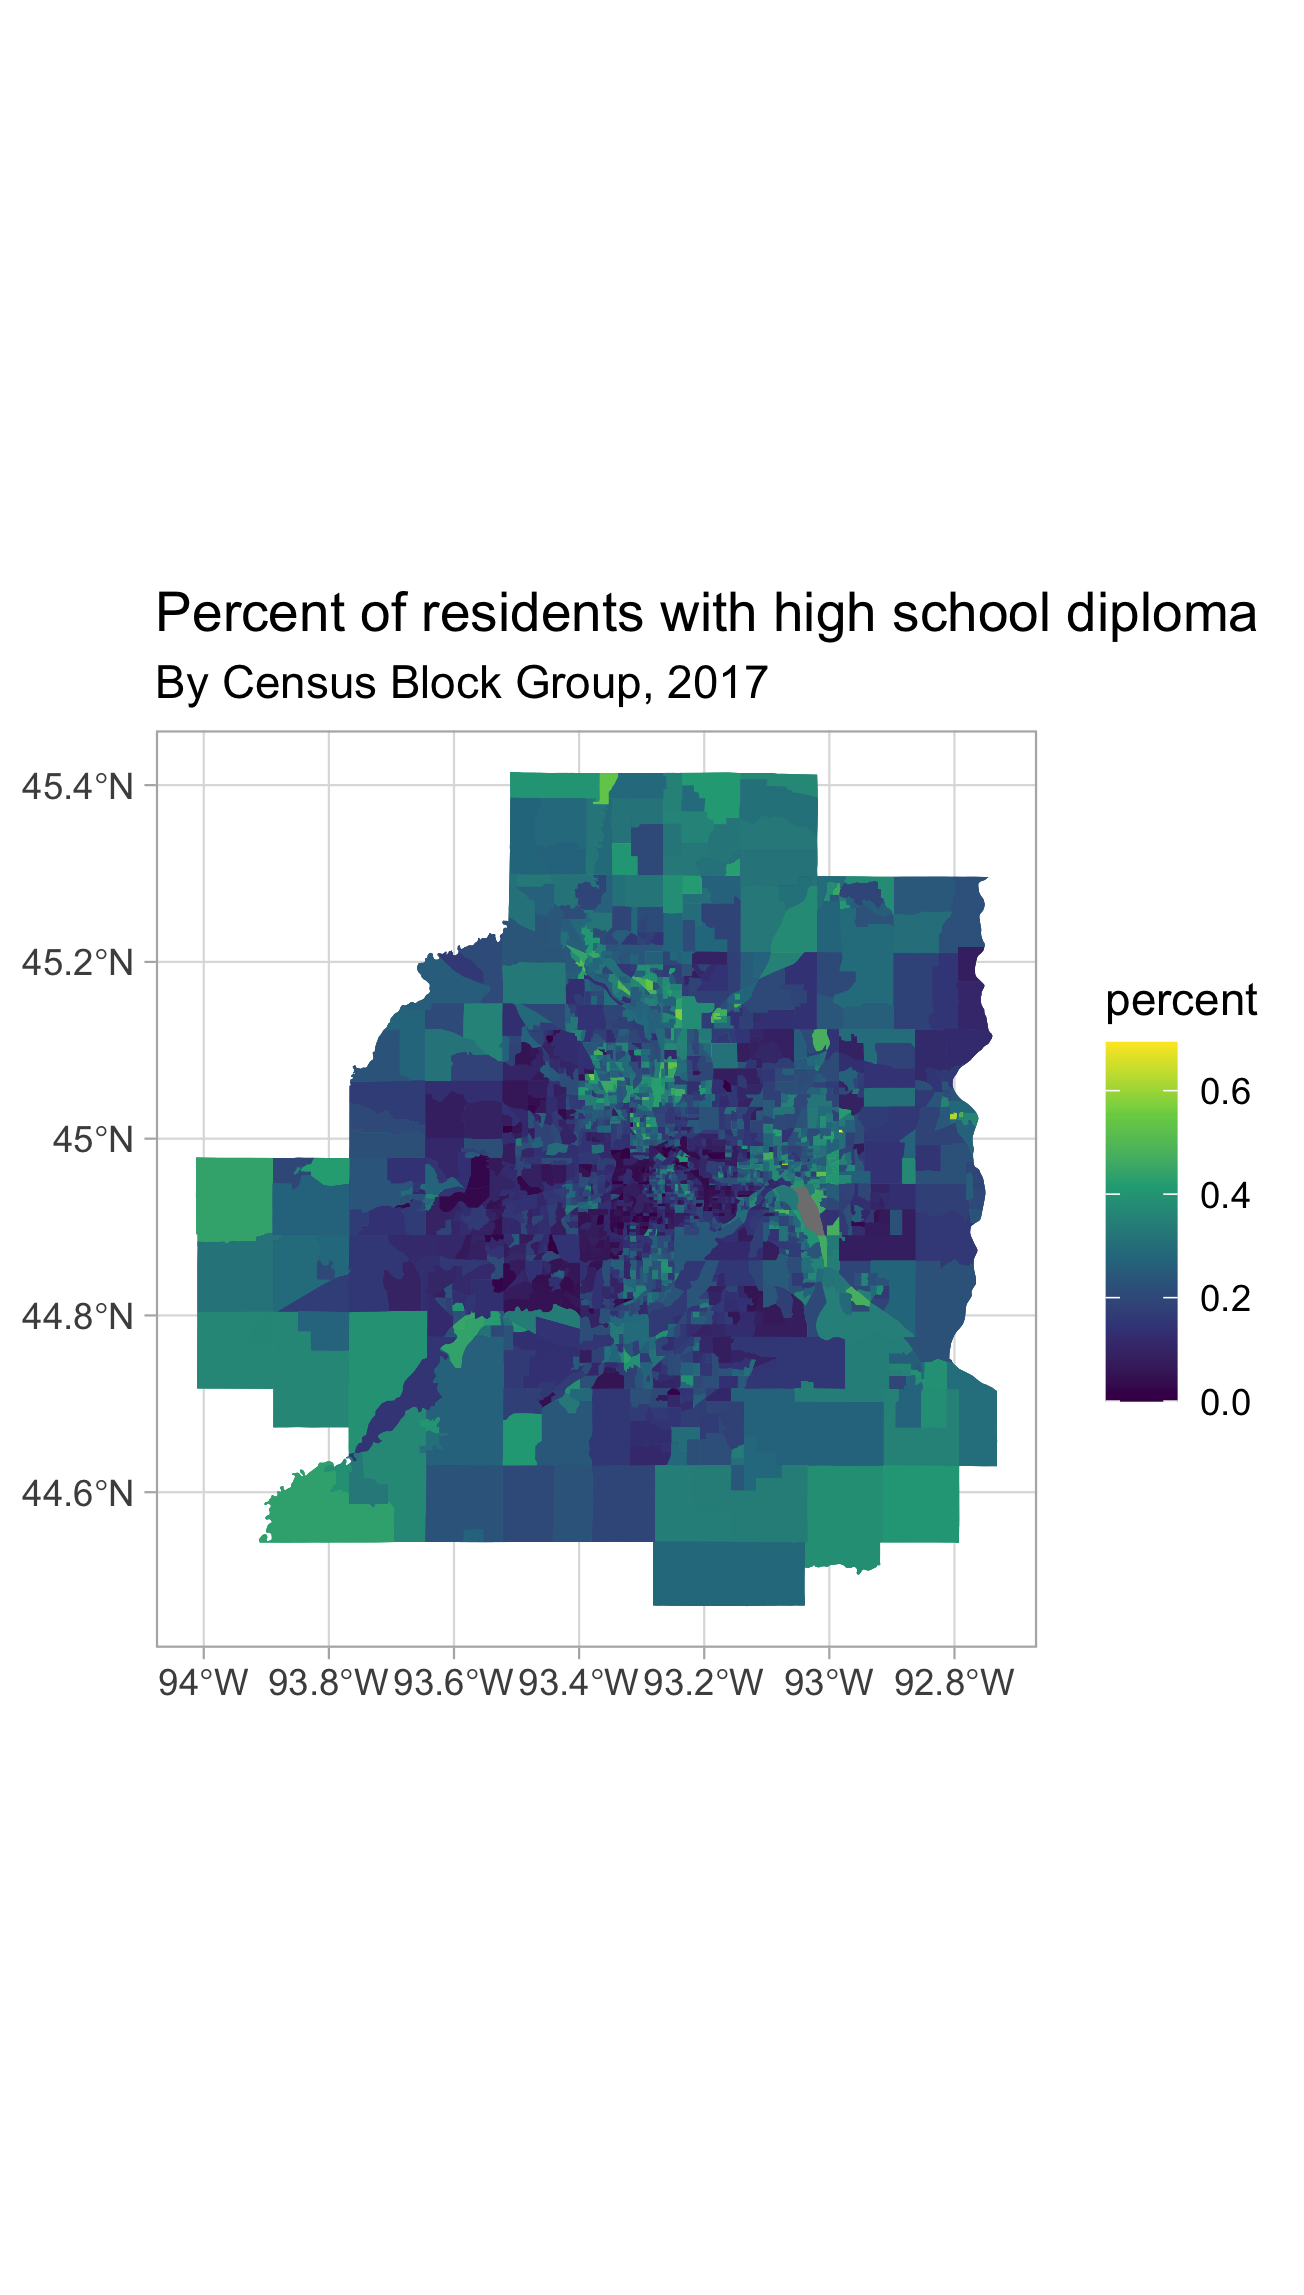 Percent of residents with high school diploma
By Census Block Group, 2017
45.4°N
45.2°N
45°N
44.8°N
44.6°N
94°W 93.8°W 93.6°W 93.4°W 93.2°W 93°W 92.8°W
percent
0.6
0.4
0.2
0.0